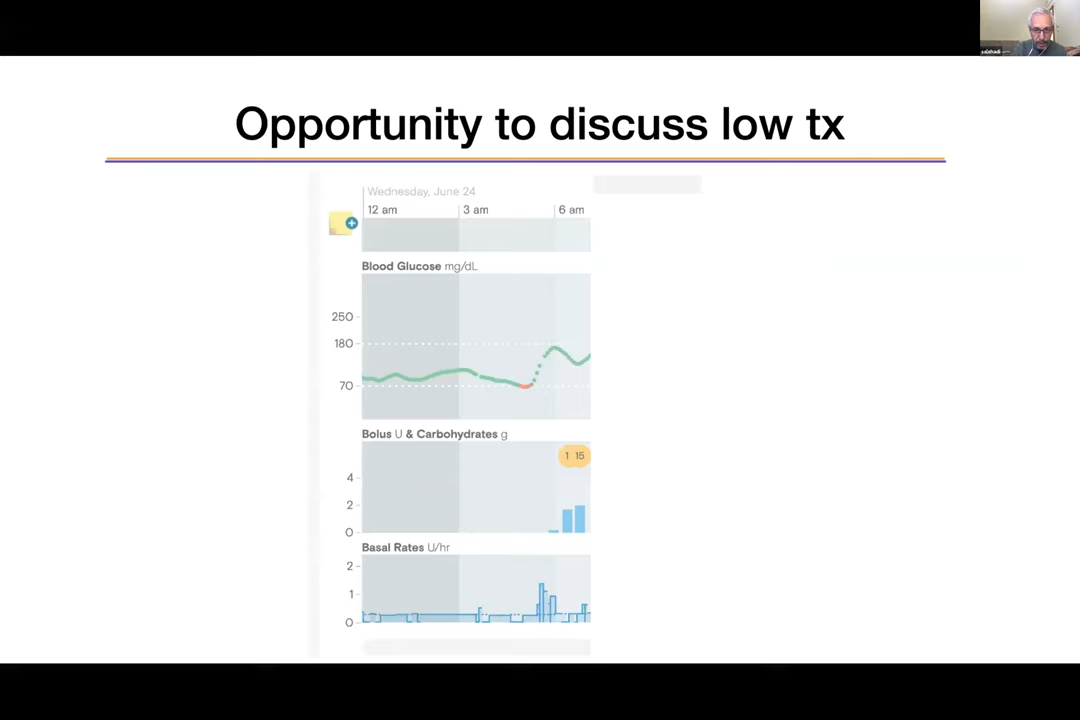 Opportunity to discuss low tx
Wednesday, June 24
12 am 3 am 6 am
Blood Glucose mg/dL
250
180
70
Bolus U & Carbohydrates g
1 15
4
2
0
Basal Rates U/hr
2
1
0